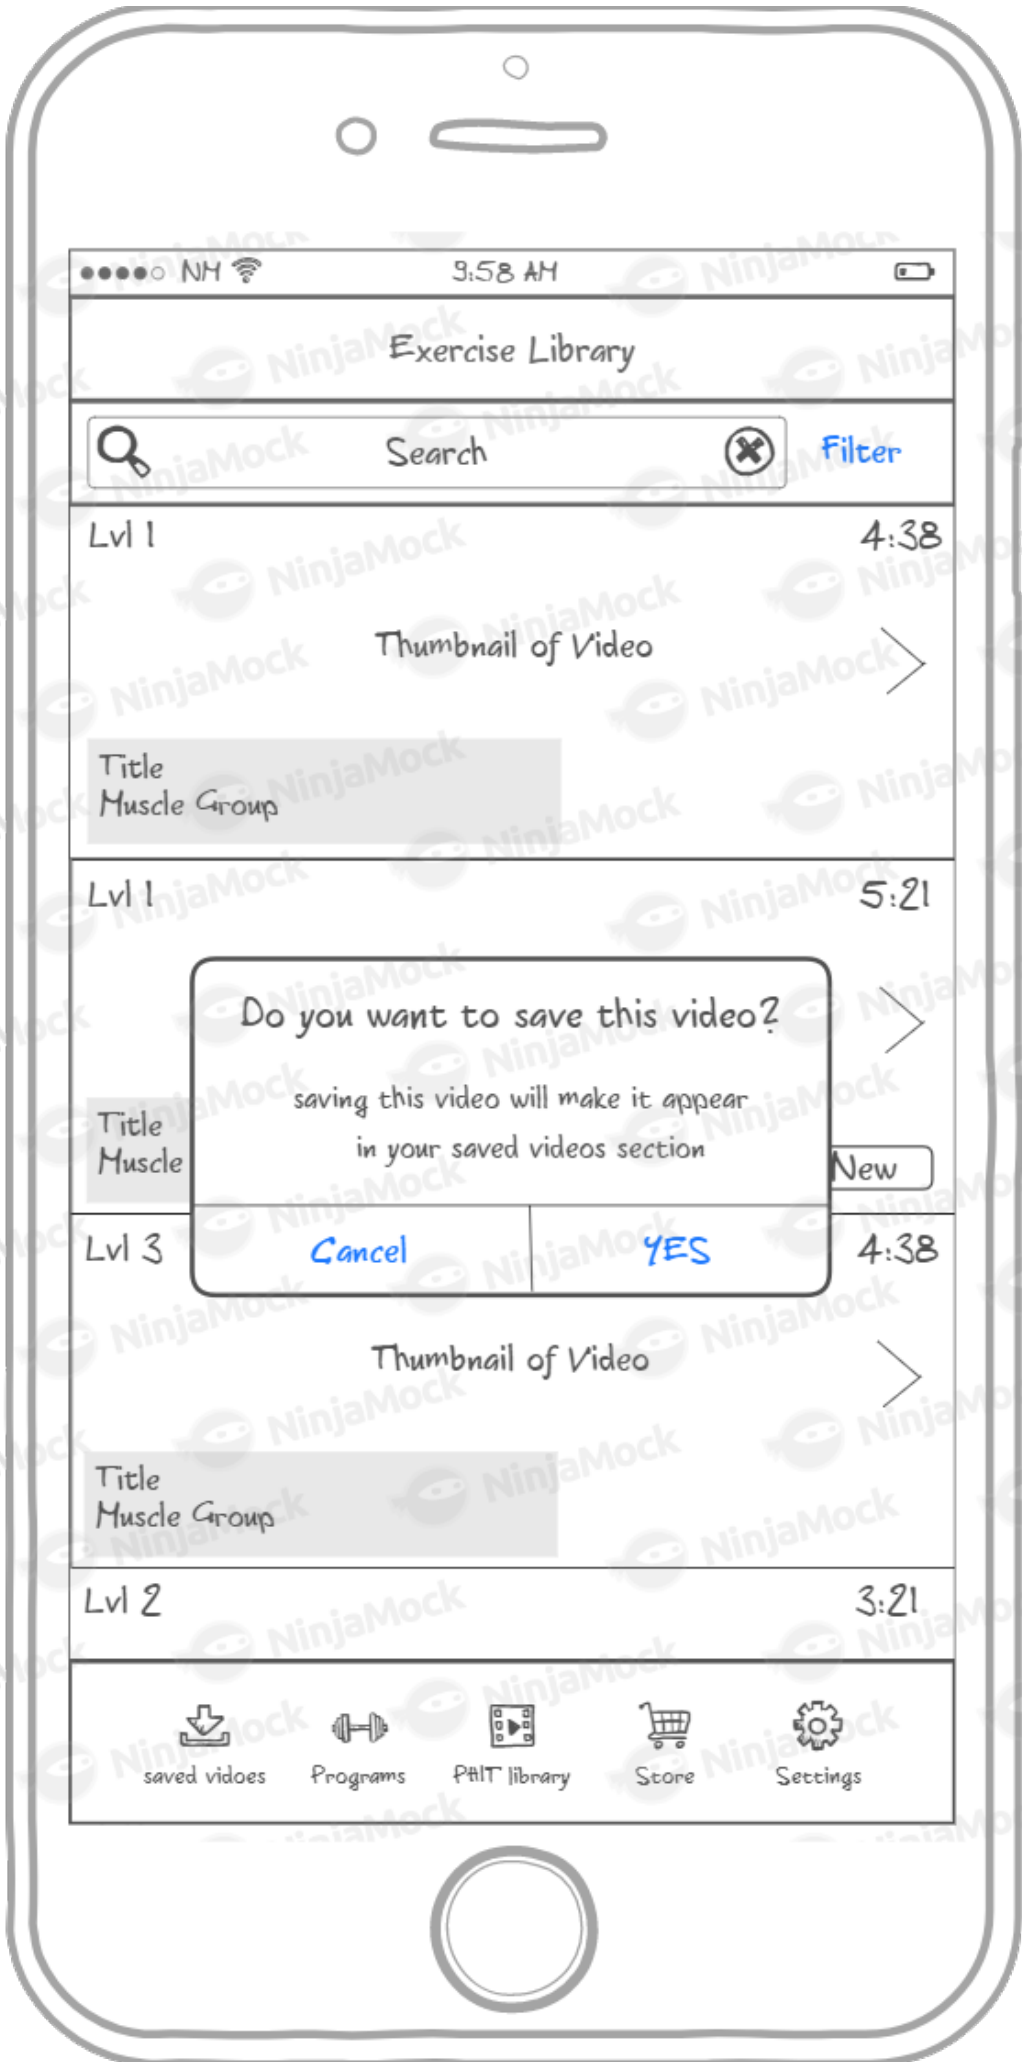 NM
9:58 AM
Exercise Library
Search
Filter
Lvl 1
4:38
Thumbnail of Video
Title
Muscle Group
Lvl 1
5:21
Do you want to save this video?
saving this video will make it appear
in your saved videos section
Title
Muscle
New
Cancel
YES
Lvl 3
4:38
Thumbnail of Video
Title
Muscle Group
Lvl 2
3:21
saved vidoes
Programs
PHIT library
Store
Settings
NinjaMock